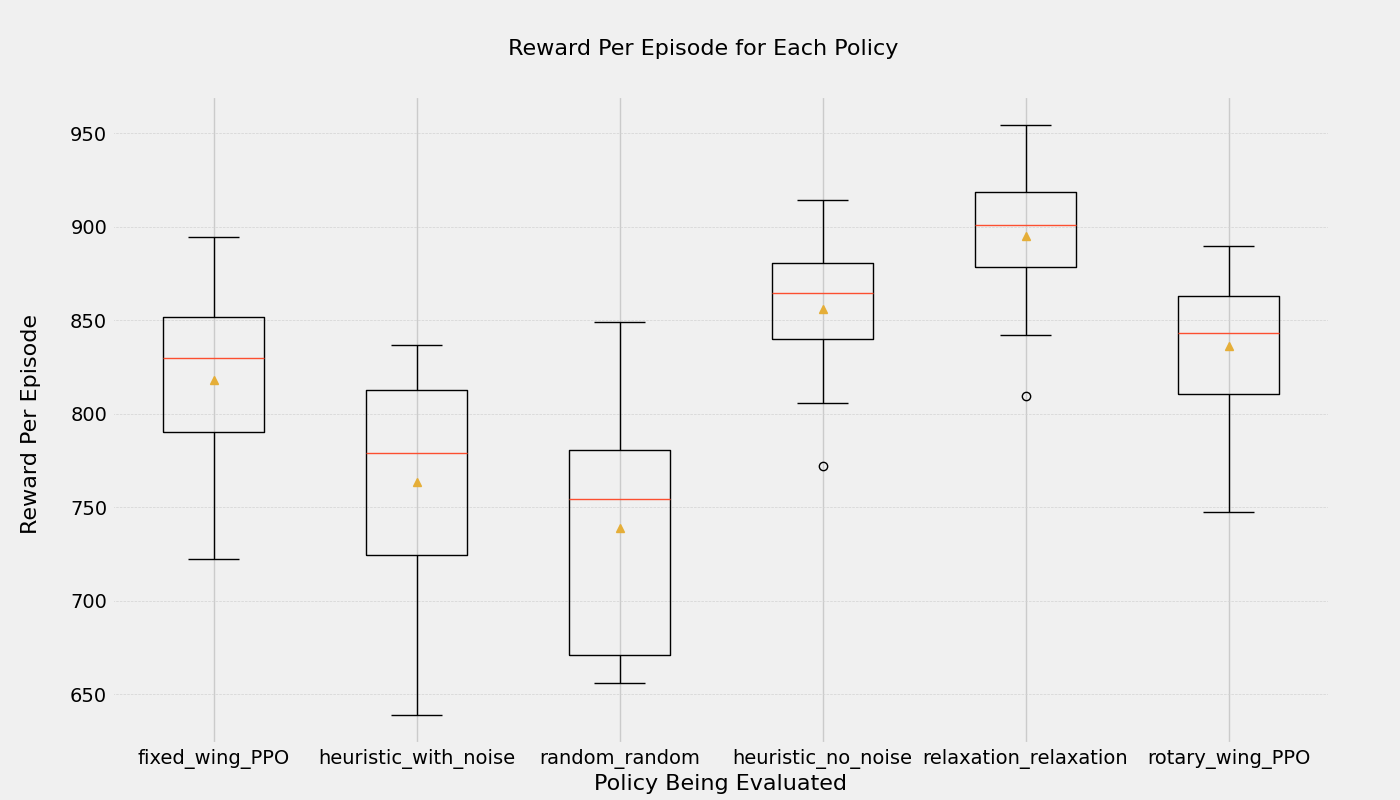 Reward Per Episode for Each Policy
Reward Per Episode
950
900
850
800
750
700
650
fixed_wing_PPO heuristic_with_noise random_random heuristic_no_noise relaxation_relaxation rotary_wing_PPO
Policy Being Evaluated